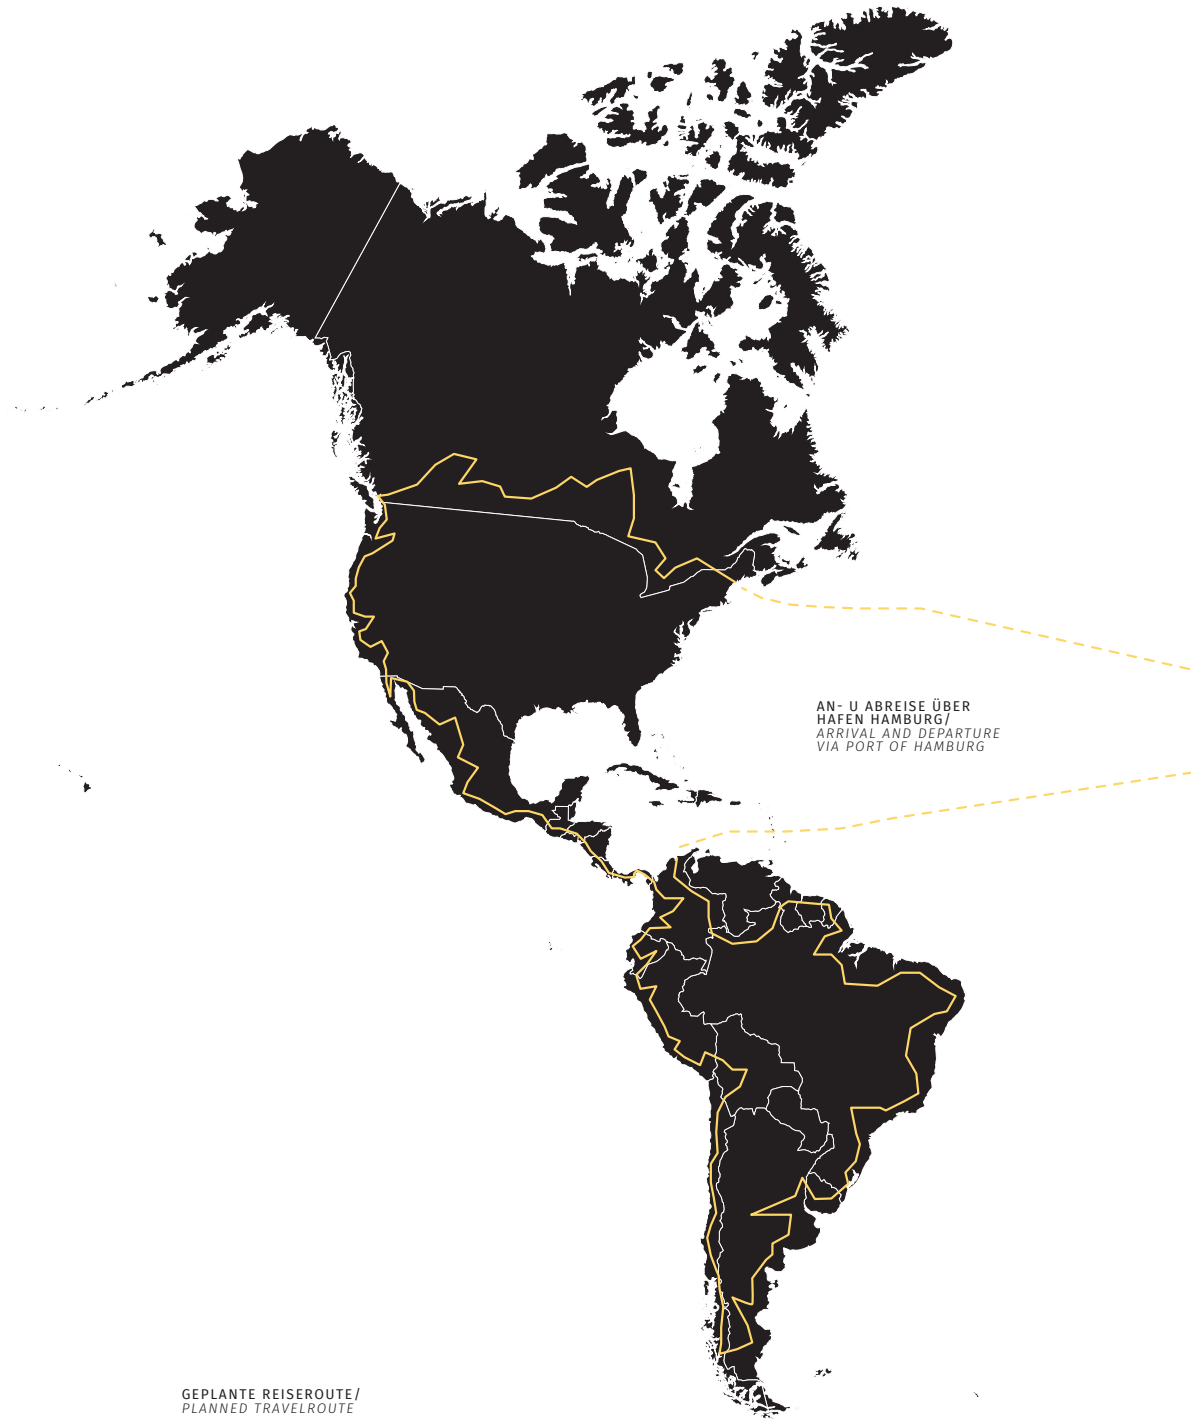 AN- U ABREISE ÜBER
HAFEN HAMBURG/
ARRIVAL AND DEPARTURE
VIA PORT OF HAMBURG
GEPLANTE REISEROUTE/
PLANNED TRAVELROUTE